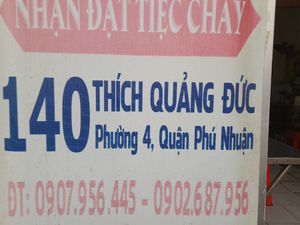 NHẬN ĐẶT TIỆC CHAY
140 THÍCH QUẢNG ĐỨC
Phường 4, Quận Phú Nhuận
ĐT: 0907.956.445 - 0902.687.956